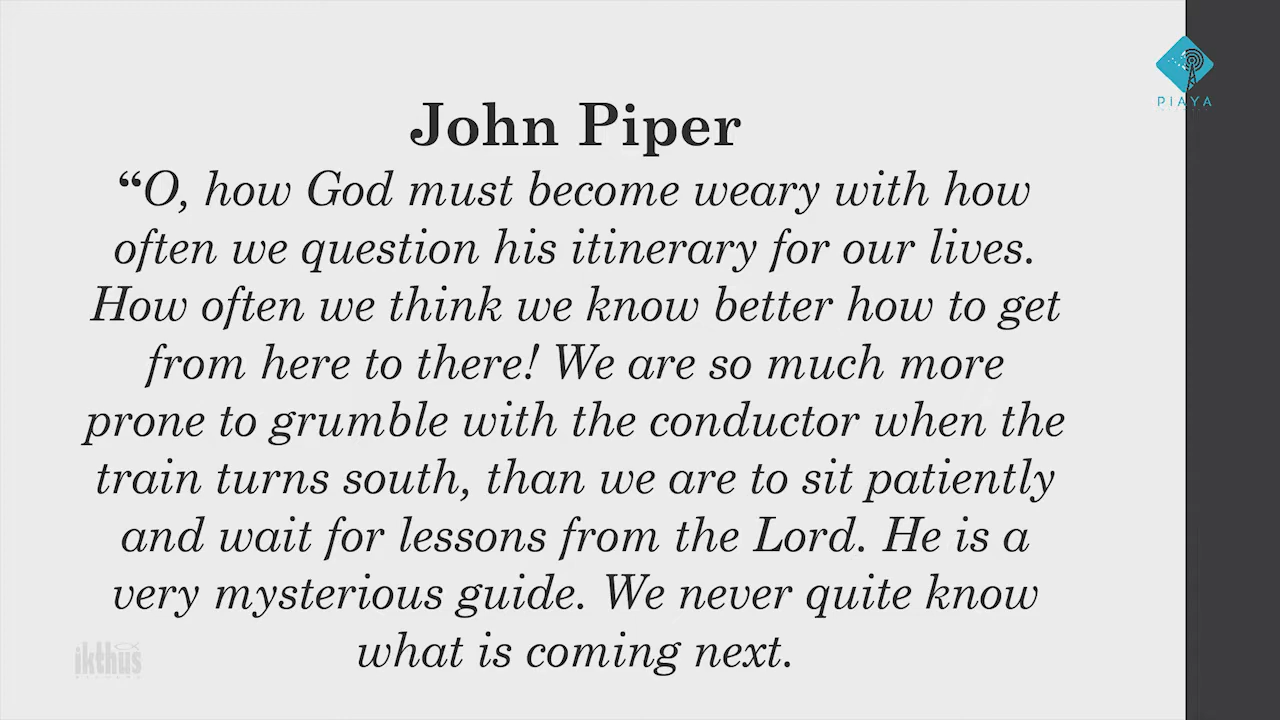 PIAYA
John Piper
“O, how God must become weary with how
often we question his itinerary for our lives.
How often we think we know better how to get
from here to there! We are so much more
prone to grumble with the conductor when the
train turns south, than we are to sit patiently
and wait for lessons from the Lord. He is a
very mysterious guide. We never quite know
what is coming next.
ikthus